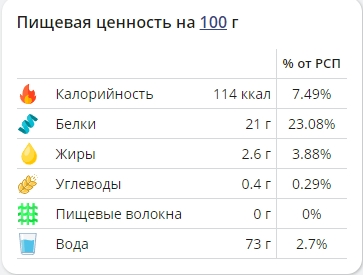 Пищевая ценность на 100 г
% от РСП
Калорийность 114 ккал 7.49%
Белки 21 г 23.08%
Жиры 2.6 г 3.88%
Углеводы 0.4 г 0.29%
Пищевые волокна 0 г 0%
Вода 73 г 2.7%